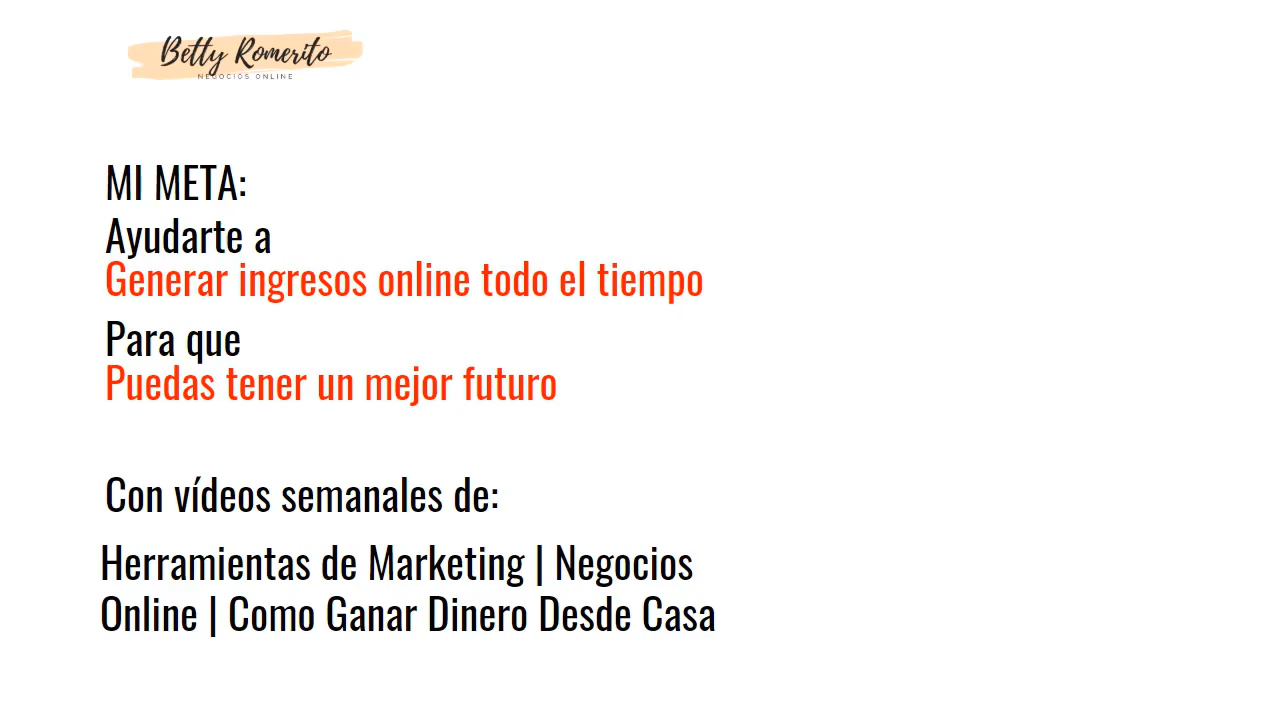 Betty Romerito
NEGOCIOS ONLINE
MI META:
Ayudarte a
Generar ingresos online todo el tiempo
Para que
Puedas tener un mejor futuro
Con vídeos semanales de:
Herramientas de Marketing | Negocios
Online | Como Ganar Dinero Desde Casa